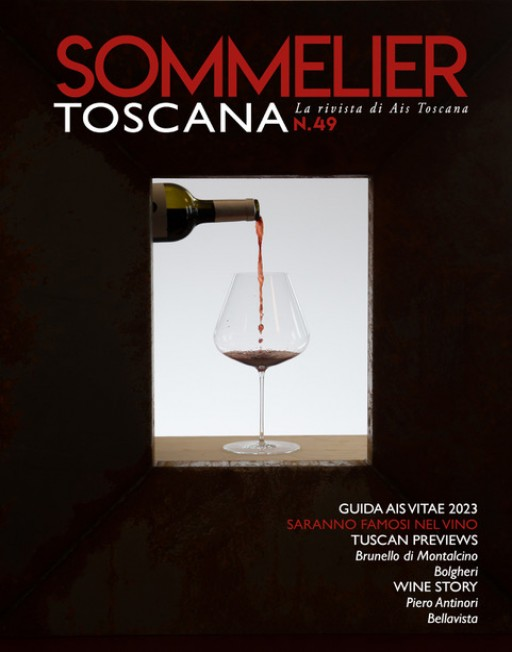 SOMMELIER
TOSCANA La rivista di Ais Toscana
N.49
GUIDA AIS VITAE 2023
SARANNO FAMOSI NEL VINO
TUSCAN PREVIEWS
Brunello di Montalcino
Bolgheri
WINE STORY
Piero Antinori
Bellavista